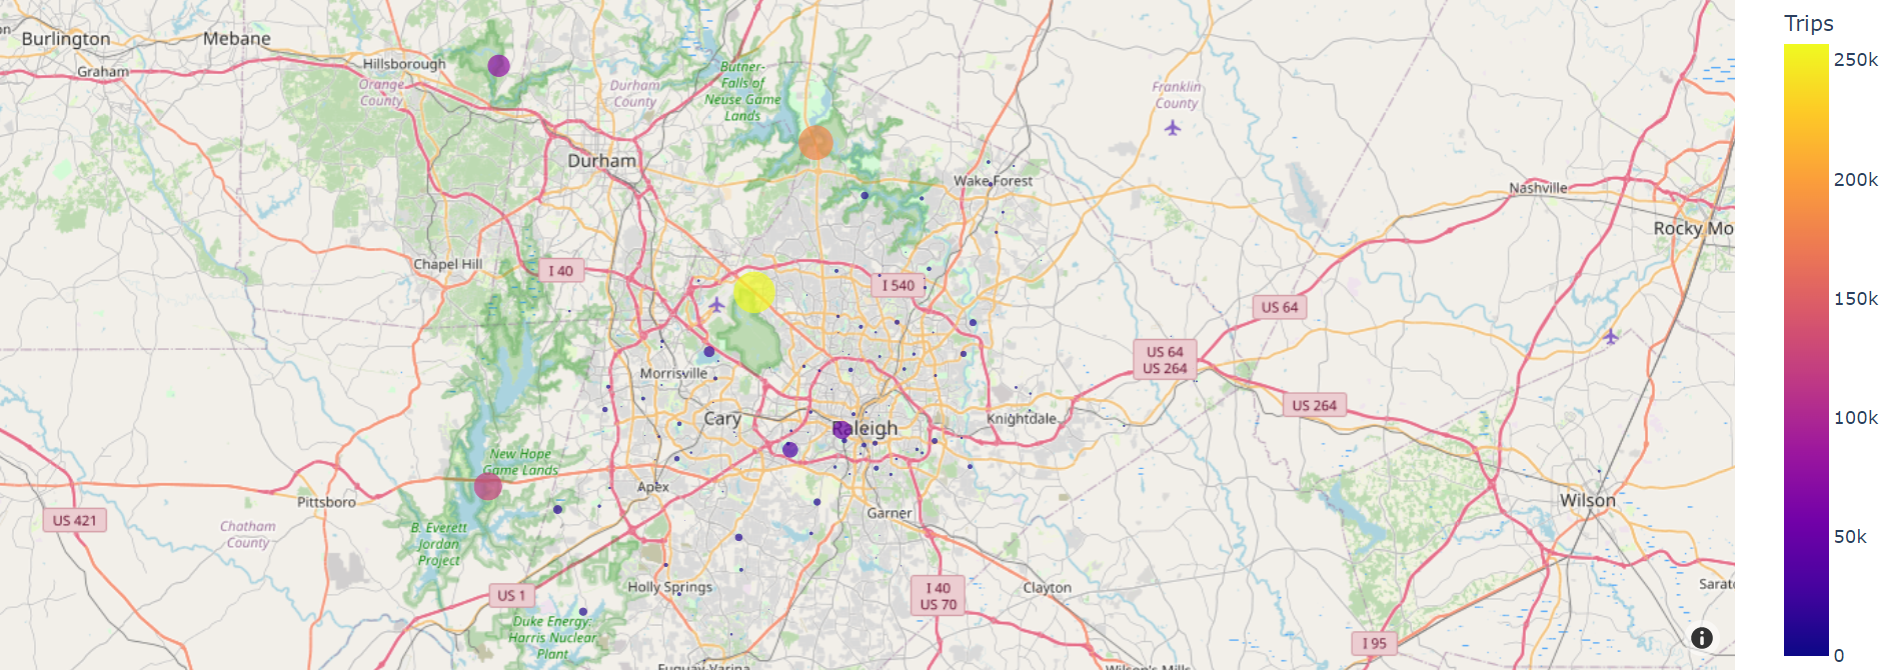 Burlington
Mebane
Graham
Hillsborough
Orange
County
Durham
County
Butner-
Falls of
Neuse Game
Lands
Franklin
County
Durham
Wake Forest
Nashville
Rocky Mo
Chapel Hill
I 40
I 540
US 64
US 64
US 264
Morrisville
Cary
Raleigh
Knightdale
US 264
New Hope
Game Lands
Apex
Pittsboro
Garner
Wilson
US 421
Chatham
County
B. Everett
Jordan
Project
US 1
Holly Springs
I 40
US 70
Clayton
Sarato
Duke Energy:
Harris Nuclear
Plant
I 95
Fuquay-Varina
Wilson's Mills
Trips
250k
200k
150k
100k
50k
0